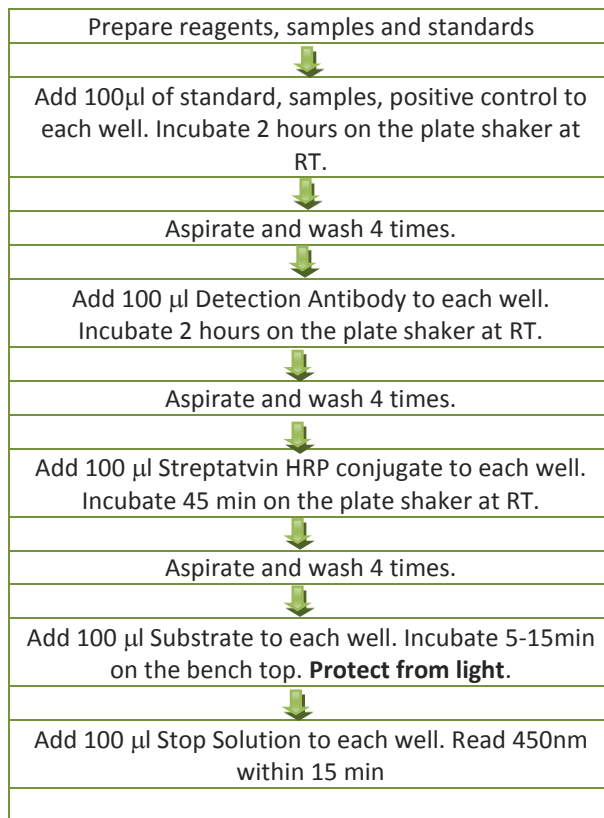 Prepare reagents, samples and standards
Add 100μl of standard, samples, positive control to
each well. Incubate 2 hours on the plate shaker at
RT.
Aspirate and wash 4 times.
Add 100 μl Detection Antibody to each well.
Incubate 2 hours on the plate shaker at RT.
Aspirate and wash 4 times.
Add 100 μl Streptatvin HRP conjugate to each well.
Incubate 45 min on the plate shaker at RT.
Aspirate and wash 4 times.
Add 100 μl Substrate to each well. Incubate 5-15min
on the bench top. Protect from light.
Add 100 μl Stop Solution to each well. Read 450nm
within 15 min